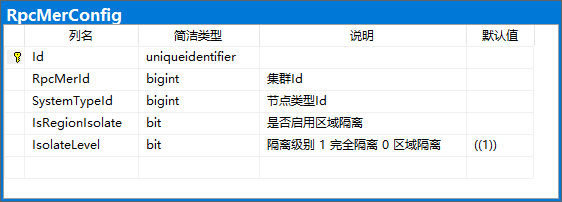 RpcMerConfig
列名 简洁类型 说明 默认值
Id uniqueidentifier
RpcMerId bigint 集群Id
SystemTypeId bigint 节点类型Id
IsRegionIsolate bit 是否启用区域隔离
IsolateLevel bit 隔离级别 1 完全隔离 0 区域隔离 ((1))